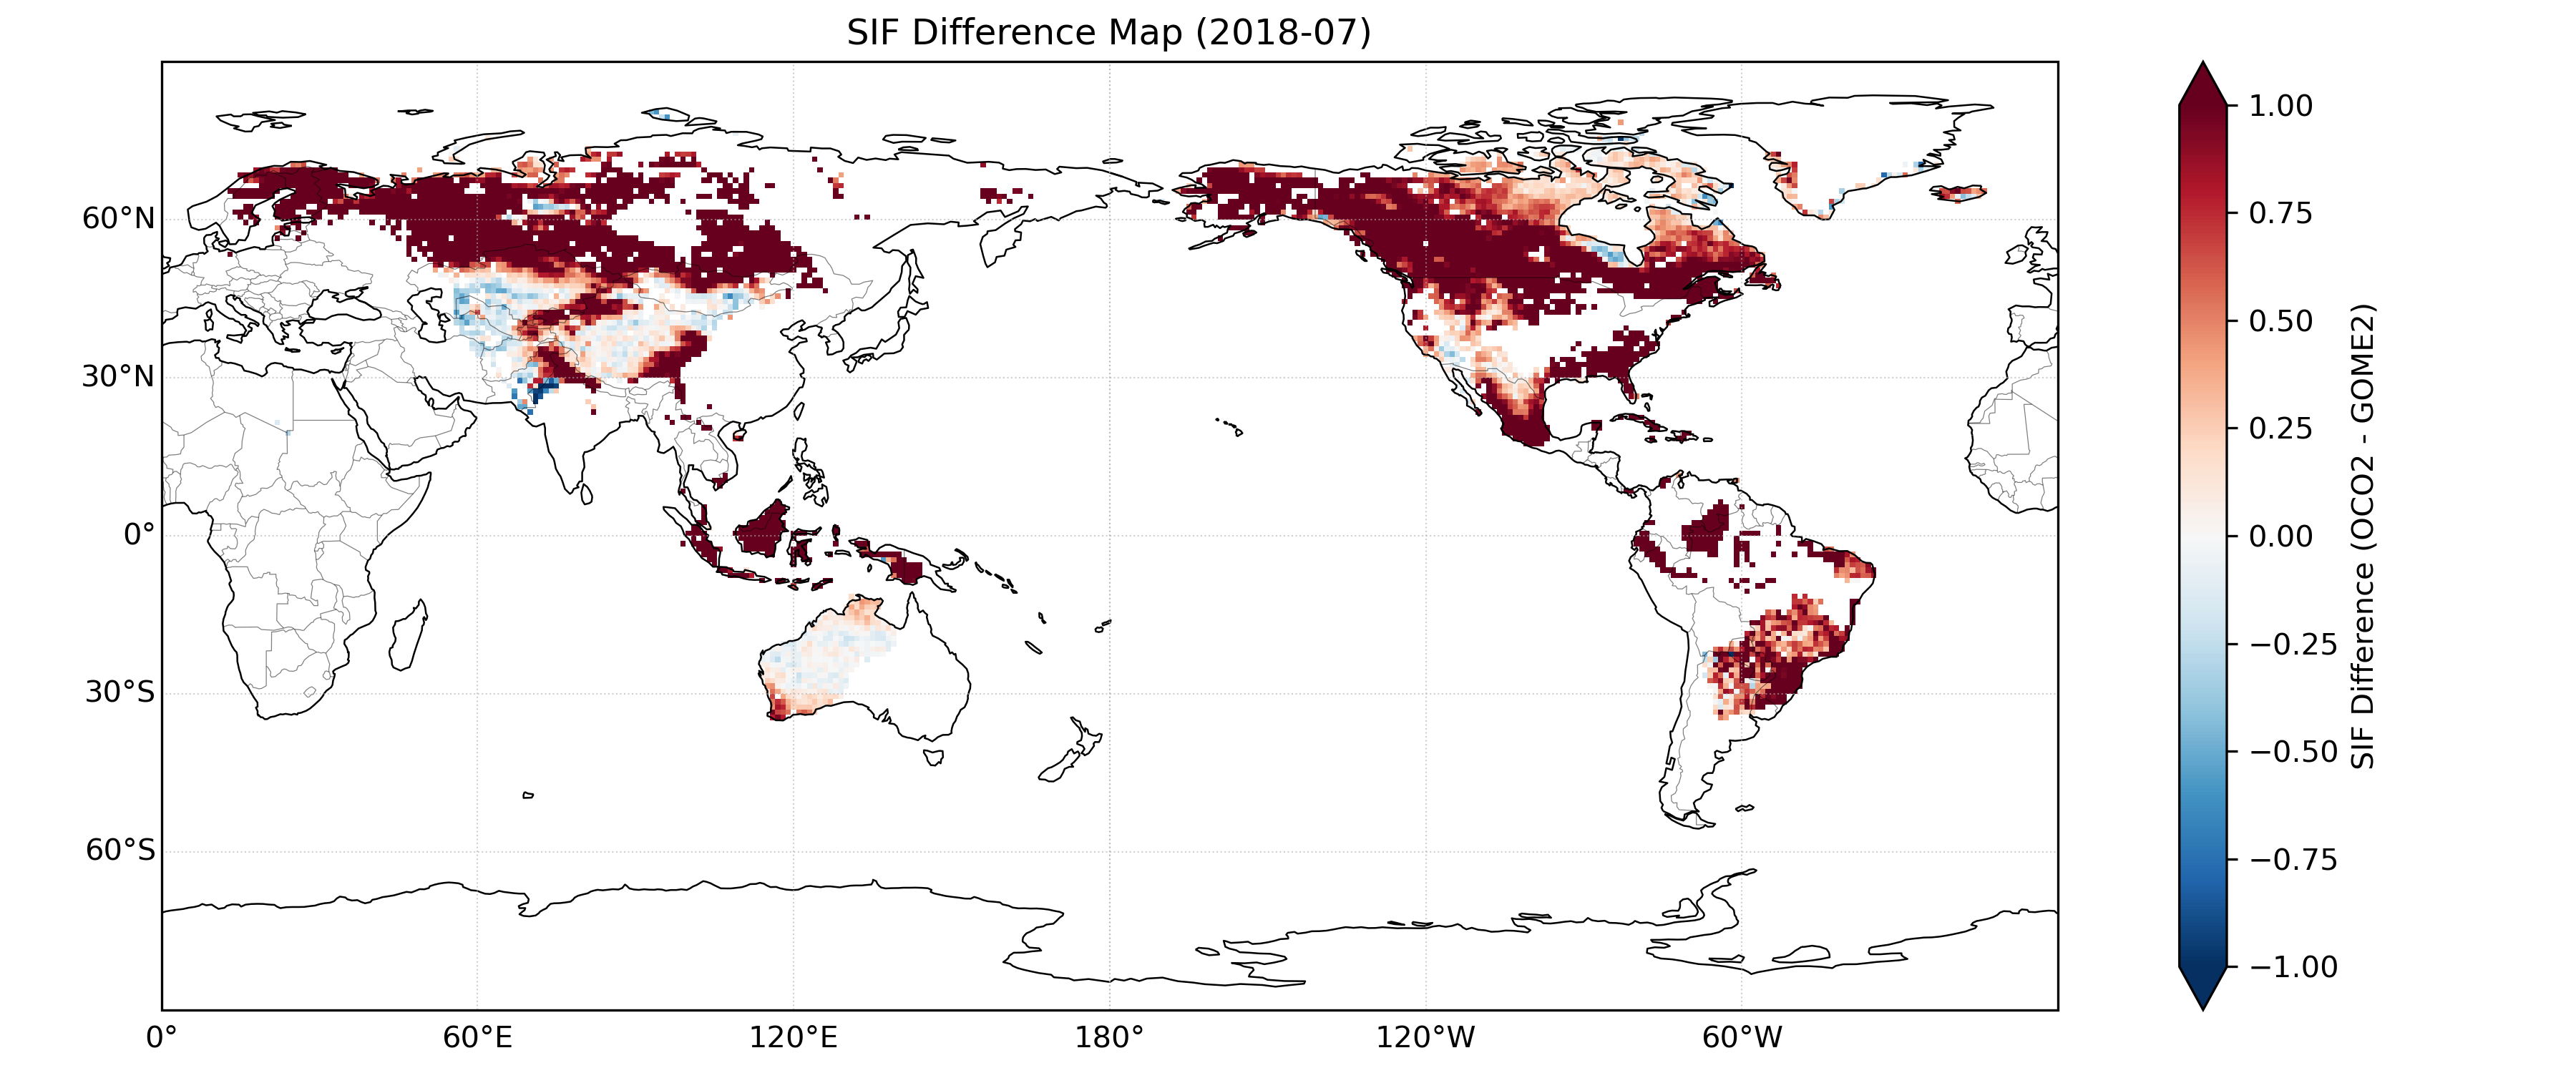 SIF Difference Map (2018-07)
60°N
30°N
0°
30°S
60°S
0°
60°E
120°E
180°
120°W
60°W
1.00
0.75
0.50
0.25
0.00
−0.25
−0.50
−0.75
−1.00
SIF Difference (OCO2 - GOME2)